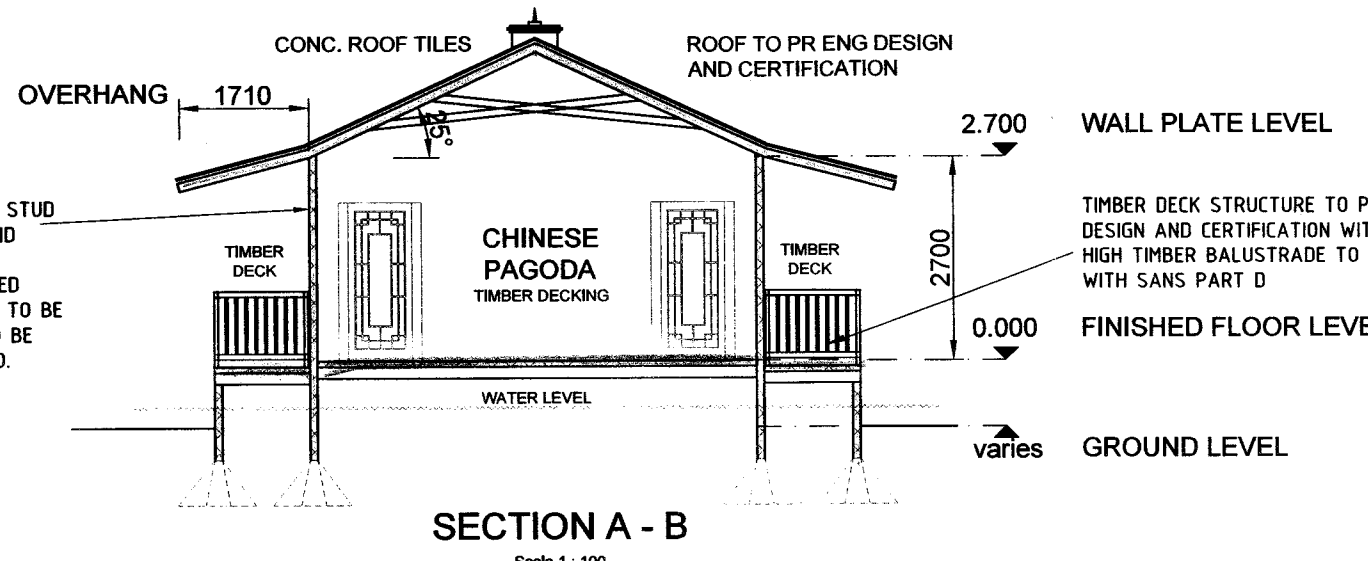 CONC. ROOF TILES
ROOF TO PR ENG DESIGN
AND CERTIFICATION
OVERHANG
1710
25°
2.700 WALL PLATE LEVEL
STUD
TIMBER
DECK
CHINESE
PAGODA
TIMBER DECKING
TIMBER
DECK
2700
TIMBER DECK STRUCTURE TO
DESIGN AND CERTIFICATION
HIGH TIMBER BALUSTRADE TO
WITH SANS PART D
TO BE
BE
0.000 FINISHED FLOOR
WATER LEVEL
varies GROUND LEVEL
SECTION A - B
Scale 1 : 100